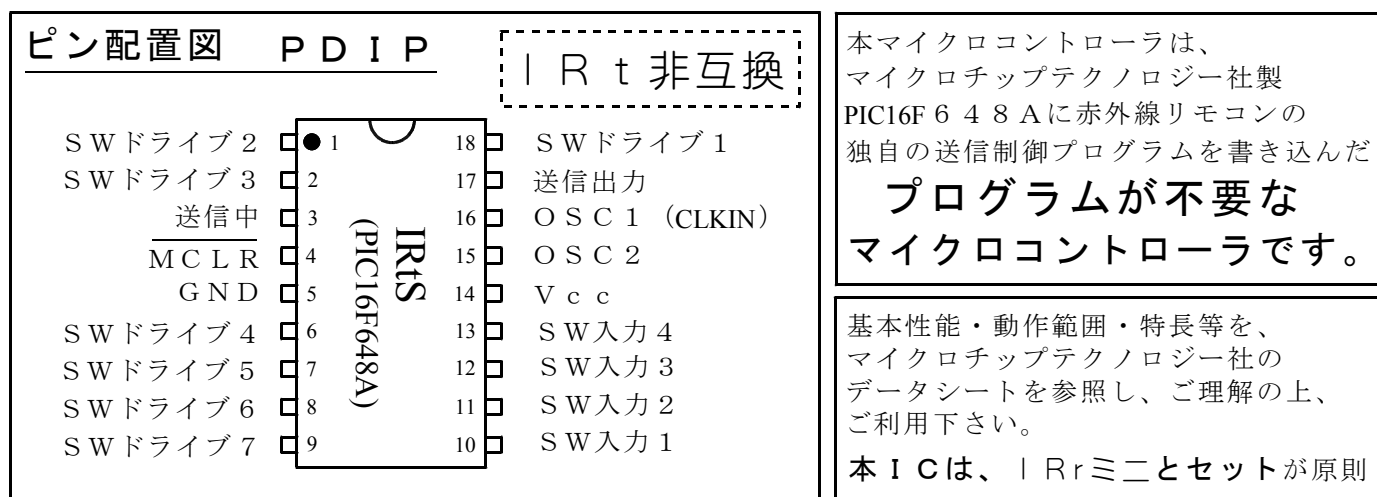 ピン配置図 ＰＤＩＰ
ＩＲｔ非互換
ＳＷドライブ２ 1 18 ＳＷドライブ１
ＳＷドライブ３ 2 17 送信出力
送信中 3 16 ＯＳＣ１（CLKIN）
ＭＣＬＲ 4 15 ＯＳＣ２
ＧＮＤ 5 14 Ｖｃｃ
ＳＷドライブ４ 6 13 ＳＷ入力４
ＳＷドライブ５ 7 12 ＳＷ入力３
ＳＷドライブ６ 8 11 ＳＷ入力２
ＳＷドライブ７ 9 10 ＳＷ入力１
IRtS
(PIC16F648A)
本マイクロコントローラは、
マイクロチップテクノロジー社製
PIC16F６４８Ａに赤外線リモコンの
独自の送信制御プログラムを書き込んだ
プログラムが不要な
マイクロコントローラです。
基本性能・動作範囲・特長等を、
マイクロチップテクノロジー社の
データシートを参照し、ご理解の上、
ご利用下さい。
本ＩＣは、ＩＲｒミニとセットが原則